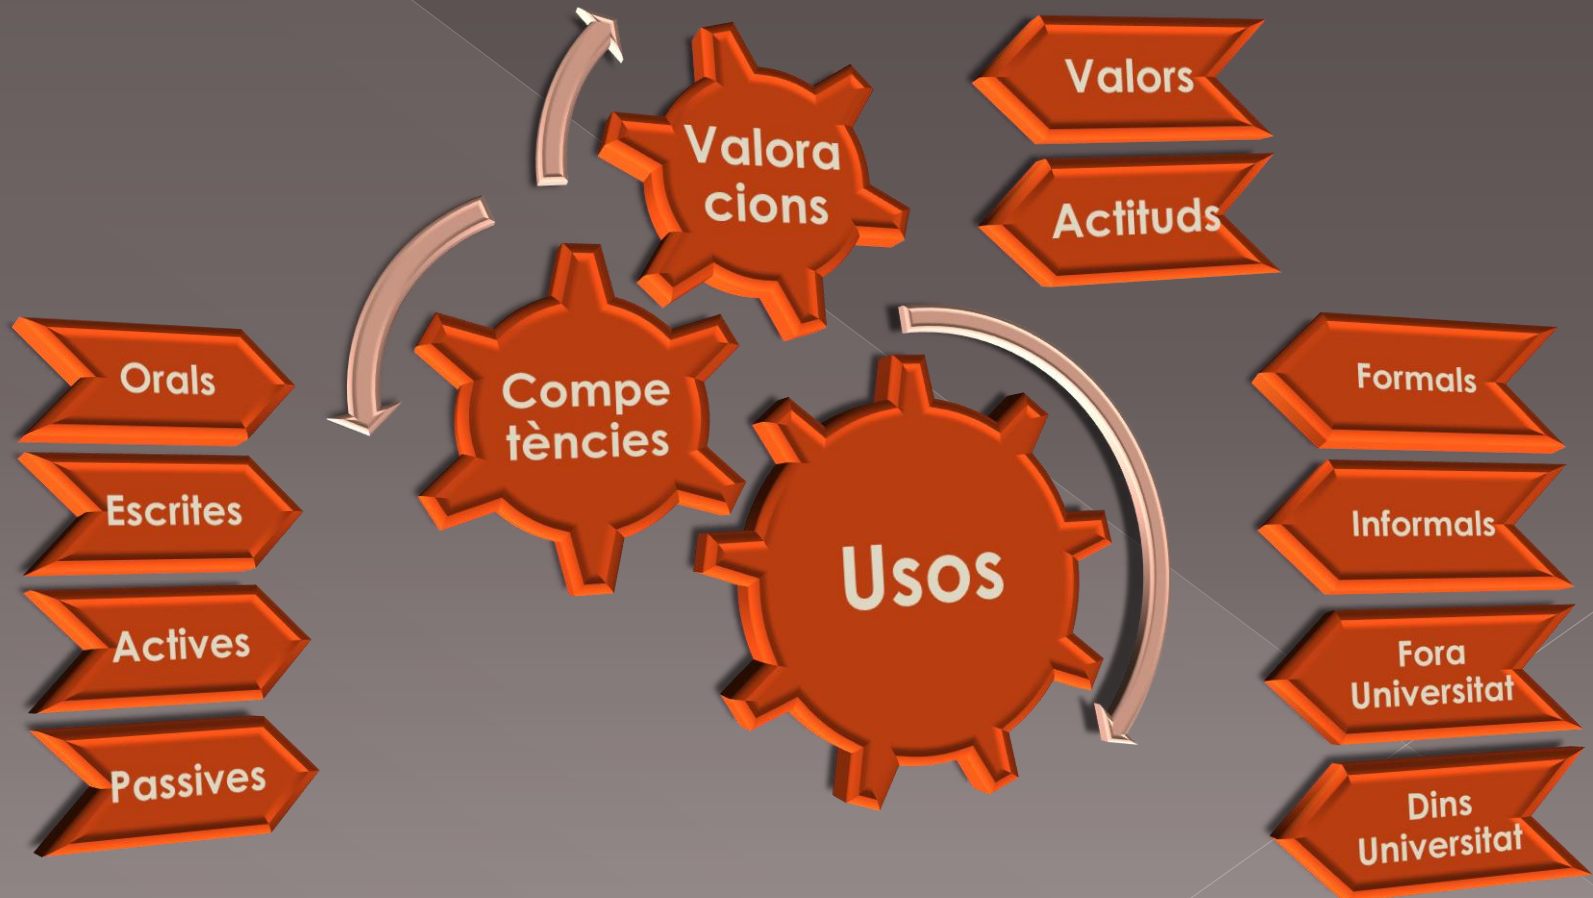 Valora
cions
Valors
Actituds
Compe
tències
Orals
Escrites
Actives
Passives
Usos
Formals
Informals
Fora
Universitat
Dins
Universitat